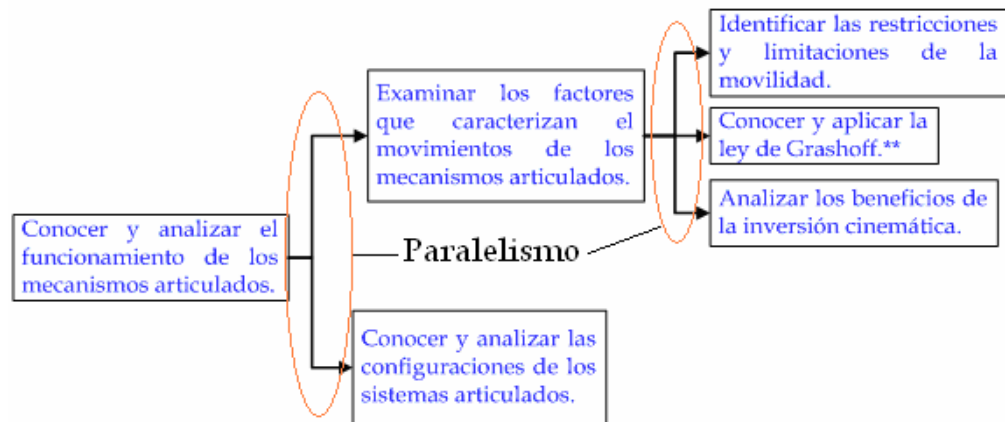 Conocer y analizar el
funcionamiento de los
mecanismos articulados.
Examinar los factores
que caracterizan el
movimientos de los
mecanismos articulados.
Paralelismo
Conocer y analizar las
configuraciones de los
sistemas articulados.
Identificar las restricciones
y limitaciones de la
movilidad.
Conocer y aplicar la
ley de Grashoff.**
Analizar los beneficios de
la inversión cinemática.